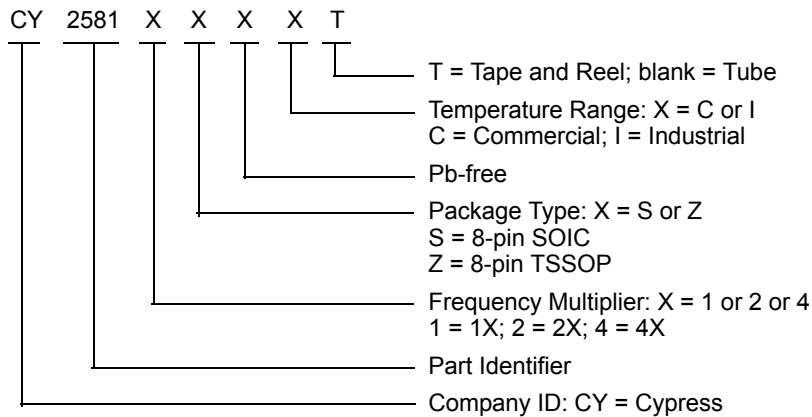 CY 2581 X X X X T
T = Tape and Reel; blank = Tube
Temperature Range: X = C or I
C = Commercial; I = Industrial
Pb-free
Package Type: X = S or Z
S = 8-pin SOIC
Z = 8-pin TSSOP
Frequency Multiplier: X = 1 or 2 or 4
1 = 1X; 2 = 2X; 4 = 4X
Part Identifier
Company ID: CY = Cypress